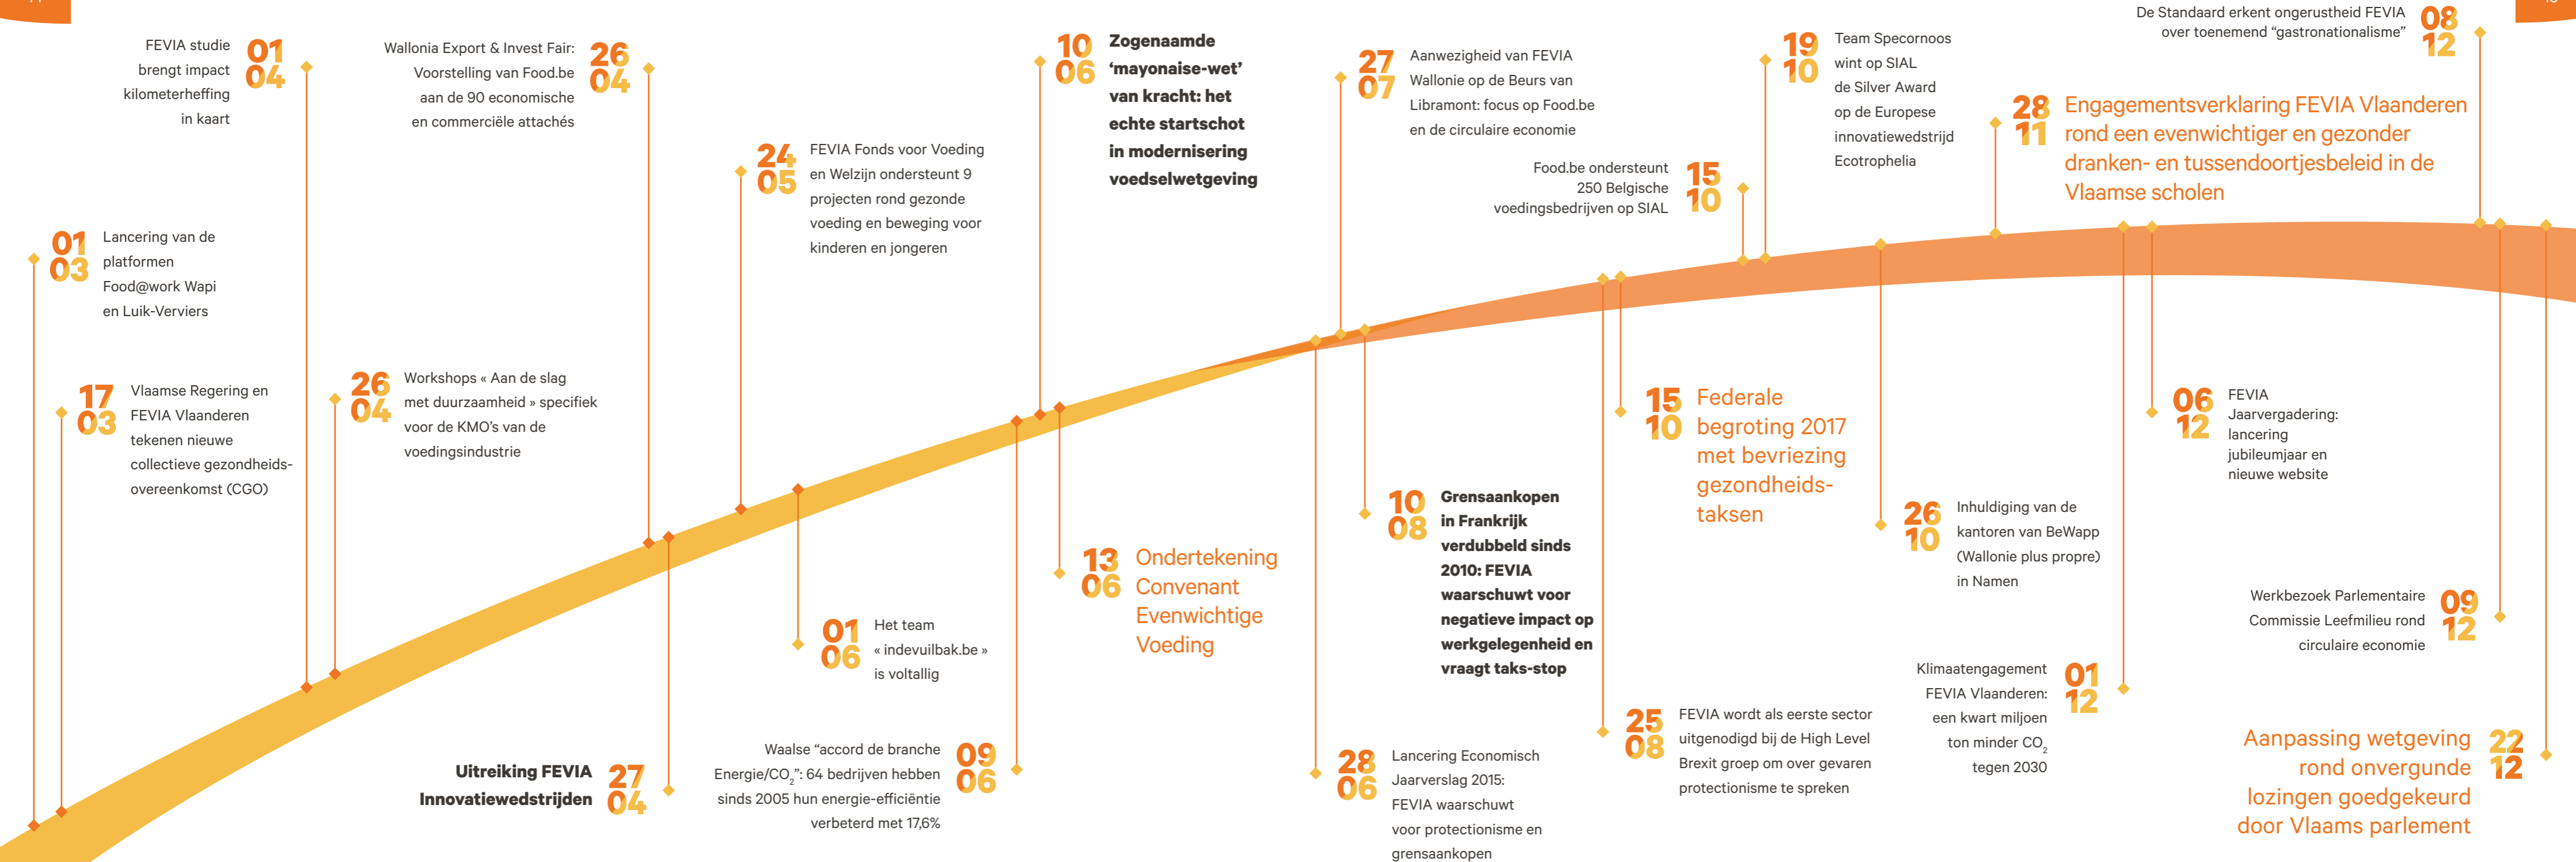 01
03
Lancering van de
platformen
Food@work Wapi
en Luik-Verviers
17
03
Vlaamse Regering en
FEVIA Vlaanderen
tekenen nieuwe
collectieve gezondheids-
overeenkomst (CGO)
FEVIA studie
brengt impact
kilometerheffing
in kaart
01
04
26
04
Workshops « Aan de slag
met duurzaamheid » specifiek
voor de KMO's van de
voedingsindustrie
Wallonia Export & Invest Fair:
Voorstelling van Food.be
aan de 90 economische
en commerciële attachés
26
04
Uitreiking FEVIA
Innovatiewedstrijden
27
04
24
05
FEVIA Fonds voor Voeding
en Welzijn ondersteunt 9
projecten rond gezonde
voeding en beweging voor
kinderen en jongeren
01
06
Het team
« indevuilbak.be »
is voltallig
Waalse “accord de branche
Energie/CO₂”: 64 bedrijven hebben
sinds 2005 hun energie-efficiëntie
verbeterd met 17,6%
09
06
10
06
Zogenaamde
‘mayonaise-wet’
van kracht: het
echte startschot
in modernisering
voedselwetgeving
13
06
Ondertekening
Convenant
Evenwichtige
Voeding
28
06
Lancering Economisch
Jaarverslag 2015:
FEVIA waarschuwt
voor protectionisme en
grensaankopen
27
07
Aanwezigheid van FEVIA
Wallonie op de Beurs van
Libramont: focus op Food.be
en de circulaire economie
10
08
Grensaankopen
in Frankrijk
verdubbeld sinds
2010: FEVIA
waarschuwt voor
negatieve impact op
werkgelegenheid en
vraagt taks-stop
25
08
FEVIA wordt als eerste sector
uitgenodigd bij de High Level
Brexit groep om over gevaren
protectionisme te spreken
15
10
Federale
begroting 2017
met bevriezing
gezondheids-
taksen
Food.be ondersteunt
250 Belgische
voedingsbedrijven op SIAL
15
10
19
10
Team Specornoos
wint op SIAL
de Silver Award
op de Europese
innovatiewedstrijd
Ecotrophelia
26
10
Inhuldiging van de
kantoren van BeWapp
(Wallonie plus propre)
in Namen
28
11
Engagementsverklaring FEVIA Vlaanderen
rond een evenwichtiger en gezonder
dranken- en tussendoortjesbeleid in de
Vlaamse scholen
Klimaatengagement
FEVIA Vlaanderen:
een kwart miljoen
ton minder CO₂
tegen 2030
01
12
06
12
FEVIA
Jaarvergadering:
lancering
jubileumjaar en
nieuwe website
De Standaard erkent ongerustheid FEVIA
over toenemend “gastronationalisme”
08
12
Werkbezoek Parlementaire
Commissie Leefmilieu rond
circulaire economie
09
12
Aanpassing wetgeving
rond onvergunde
lozingen goedgekeurd
door Vlaams parlement
22
12